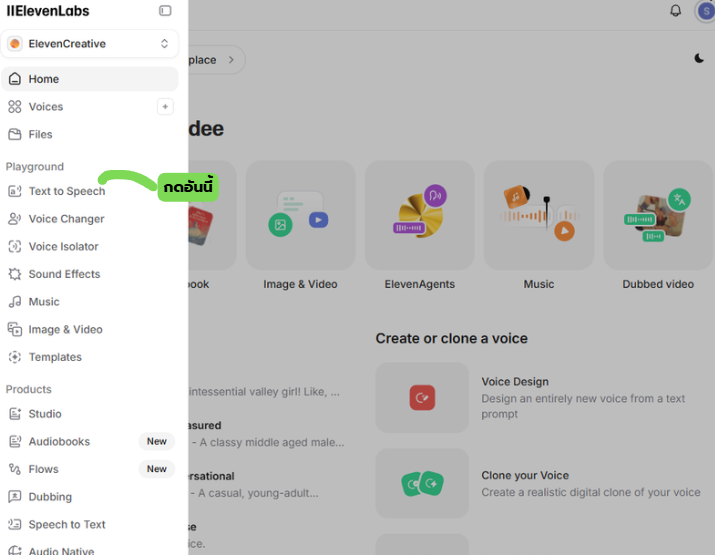 IIElevenLabs
ElevenCreative
Home
Voices
Files
Playground
Text to Speech
กดอันนี้
Voice Changer
Voice Isolator
Sound Effects
Music
Image & Video
Templates
Products
Studio
Audiobooks New
Flows New
Dubbing
Speech to Text
Audio Native
S
place
dee
book
Image & Video
ElevenAgents
Music
Dubbed video
intessential valley girl! Like, ...
asured
- A classy middle aged male...
ersational
- A casual, young-adult...
se
ice.
Create or clone a voice
Voice Design
Design an entirely new voice from a text
prompt
Clone your Voice
Create a realistic digital clone of your voice